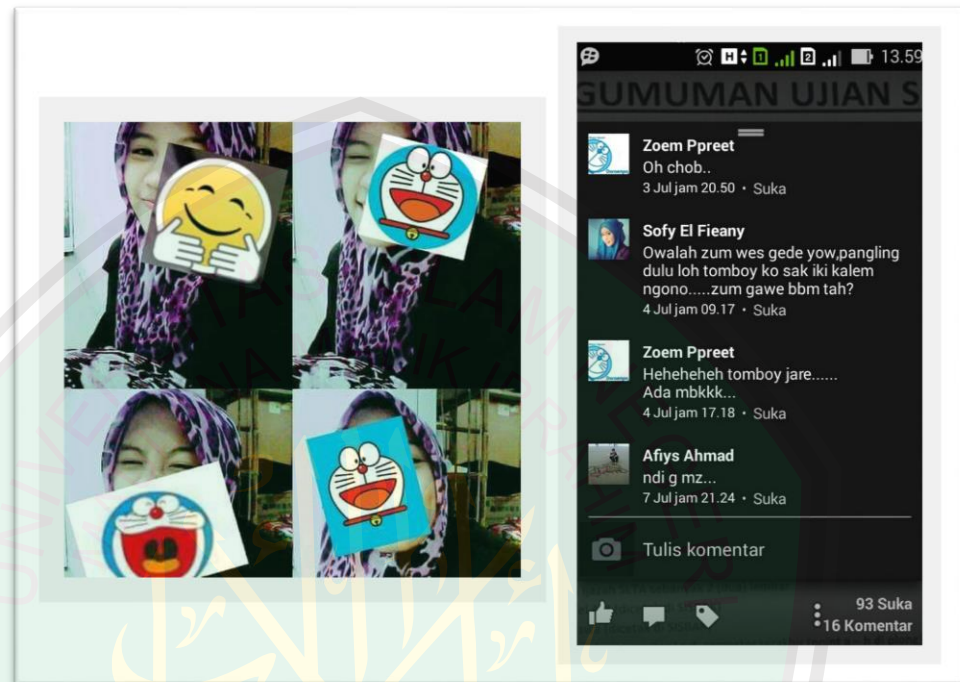 H 1 2 13.59
GUMUMAN UJIAN S
Zoem Ppreet
Oh chob..
3 Jul jam 20.50 • Suka
Sofy El Fieany
Owalah zum wes gede yow,pangling
dulu loh tomboy ko sak iki kalem
ngono.....zum gawe bbm tah?
4 Jul jam 09.17 • Suka
Zoem Ppreet
Heheheheh tomboy jare......
Ada mbkkk...
4 Jul jam 17.18 • Suka
Afiys Ahmad
ndi g mz...
7 Jul jam 21.24 • Suka
Tulis komentar
93 Suka
16 Komentar